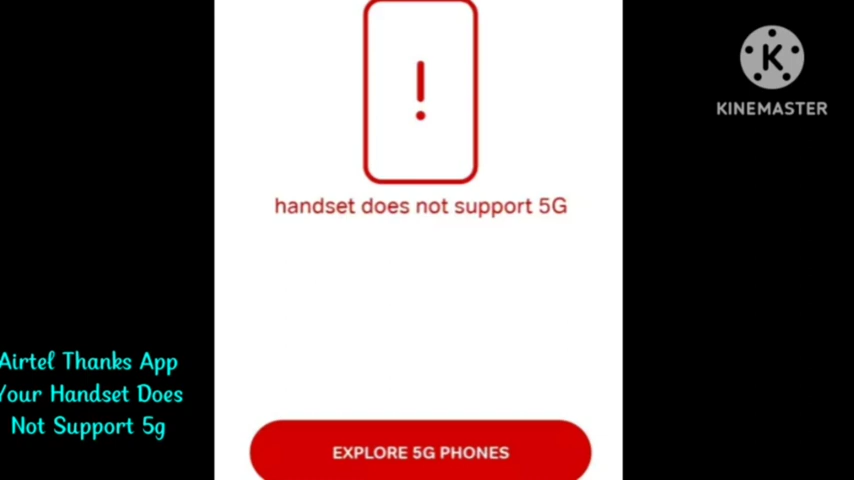 !
KINEMASTER
handset does not support 5G
Airtel Thanks App
Your Handset Does
Not Support 5g
EXPLORE 5G PHONES